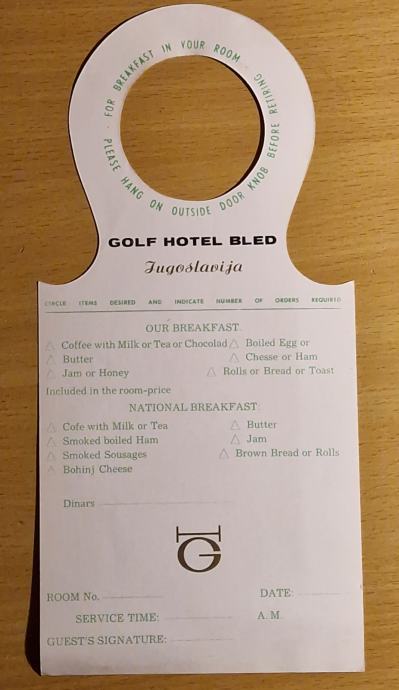 PLEASE HANG ON OUTSIDE DOOR KNOB BEFORE RETIRING
· FOR BREAKFAST IN YOUR ROOM ·
GOLF HOTEL BLED
Jugoslavija
CIRCLE ITEMS DESIRED AND INDICATE NUMBER OF ORDERS REQUIRED
OUR BREAKFAST:
△ Coffee with Milk or Tea or Chocolad △ Boiled Egg or
△ Butter △ Chesse or Ham
△ Jam or Honey △ Rolls or Bread or Toast
Included in the room-price
NATIONAL BREAKFAST:
△ Cofe with Milk or Tea △ Butter
△ Smoked boiled Ham △ Jam
△ Smoked Sousages △ Brown Bread or Rolls
△ Bohinj Cheese
Dinars
HG
ROOM No. DATE:
SERVICE TIME: A. M.
GUEST'S SIGNATURE: